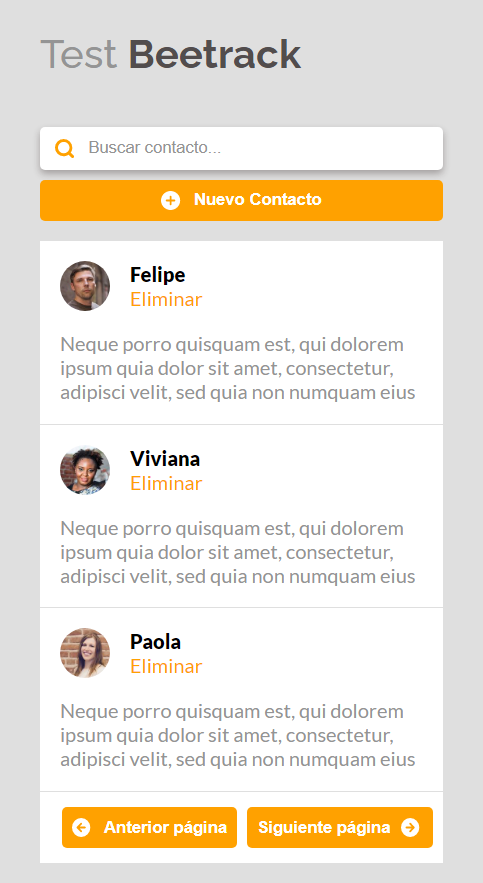 Test Beetrack
Buscar contacto...
Nuevo Contacto
Felipe
Eliminar
Neque porro quisquam est, qui dolorem
ipsum quia dolor sit amet, consectetur,
adipisci velit, sed quia non numquam eius
Viviana
Eliminar
Neque porro quisquam est, qui dolorem
ipsum quia dolor sit amet, consectetur,
adipisci velit, sed quia non numquam eius
Paola
Eliminar
Neque porro quisquam est, qui dolorem
ipsum quia dolor sit amet, consectetur,
adipisci velit, sed quia non numquam eius
Anterior página
Siguiente página